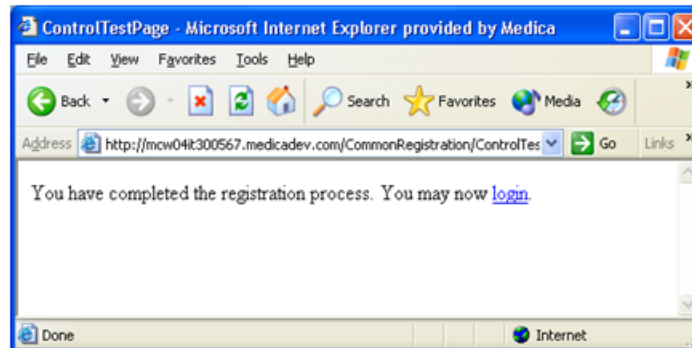 ControlTestPage - Microsoft Internet Explorer provided by Medica
File Edit View Favorites Tools Help
Back Search Favorites Media »
Address http://mcw04it300567.medicadev.com/CommonRegistration/ControlTes Go Links »
You have completed the registration process. You may now login.
Done Internet